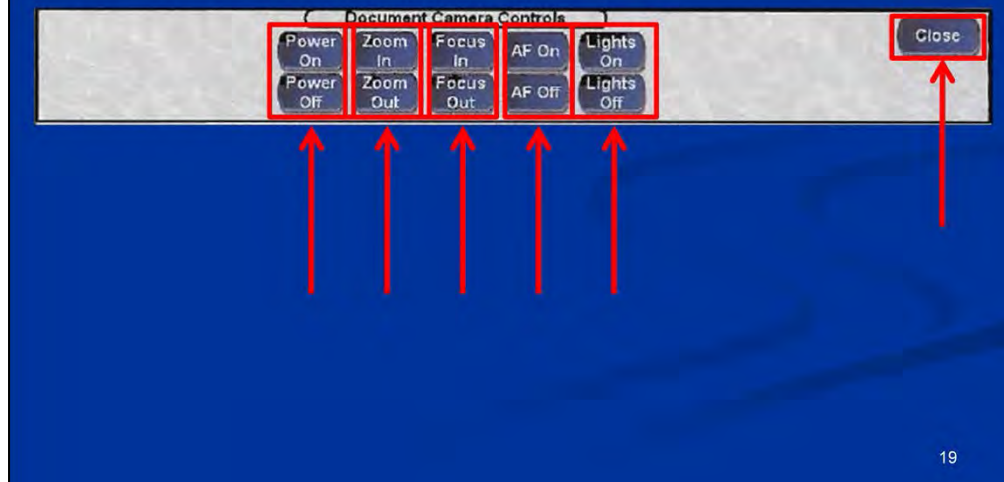 Document Camera Controls
Power On
Zoom In
Focus In
AF On
Lights On
Close
Power Off
Zoom Out
Focus Out
AF Off
Lights Off
19